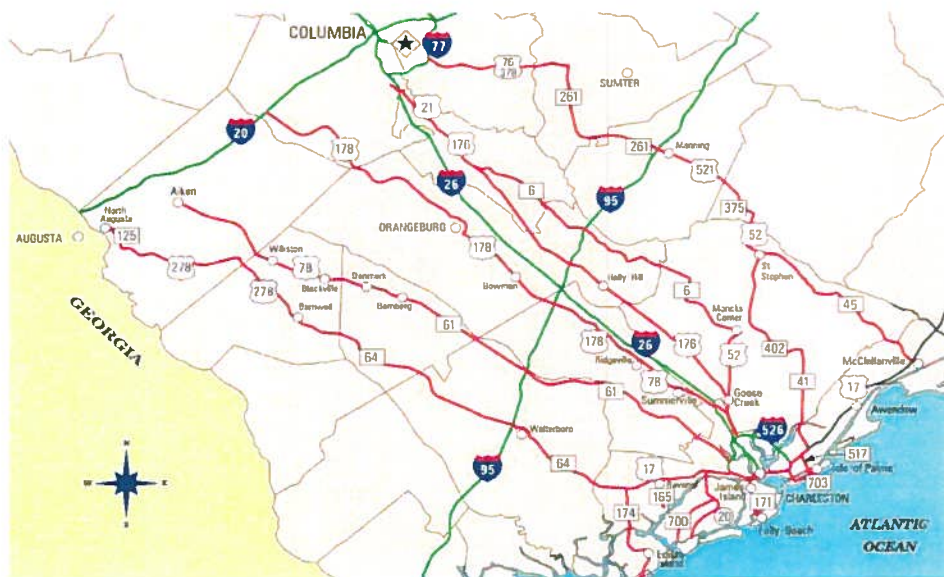 COLUMBIA
77
76
378
SUMTER
21
261
20
178
176
261
Manning
521
6
26
95
Aiken
375
North
Augusta
125
AUGUSTA
ORANGEBURG
52
178
Williston
St
Stephen
278
78
Denmark
Holly Hill
Blackville
Bowman
278
Bamberg
6
45
Barnwell
Moncks
Corner
61
GEORGIA
178
26
176
402
64
52
McClellanville
Ridgeville
78
41
17
61
Summerville
Goose
Creek
Awendaw
526
Walterboro
517
95
64
17
Isle of Palms
703
N
W
E
S
James
Island
165
171
CHARLESTON
174
700
20
Folly Beach
ATLANTIC
OCEAN
Edisto
Island